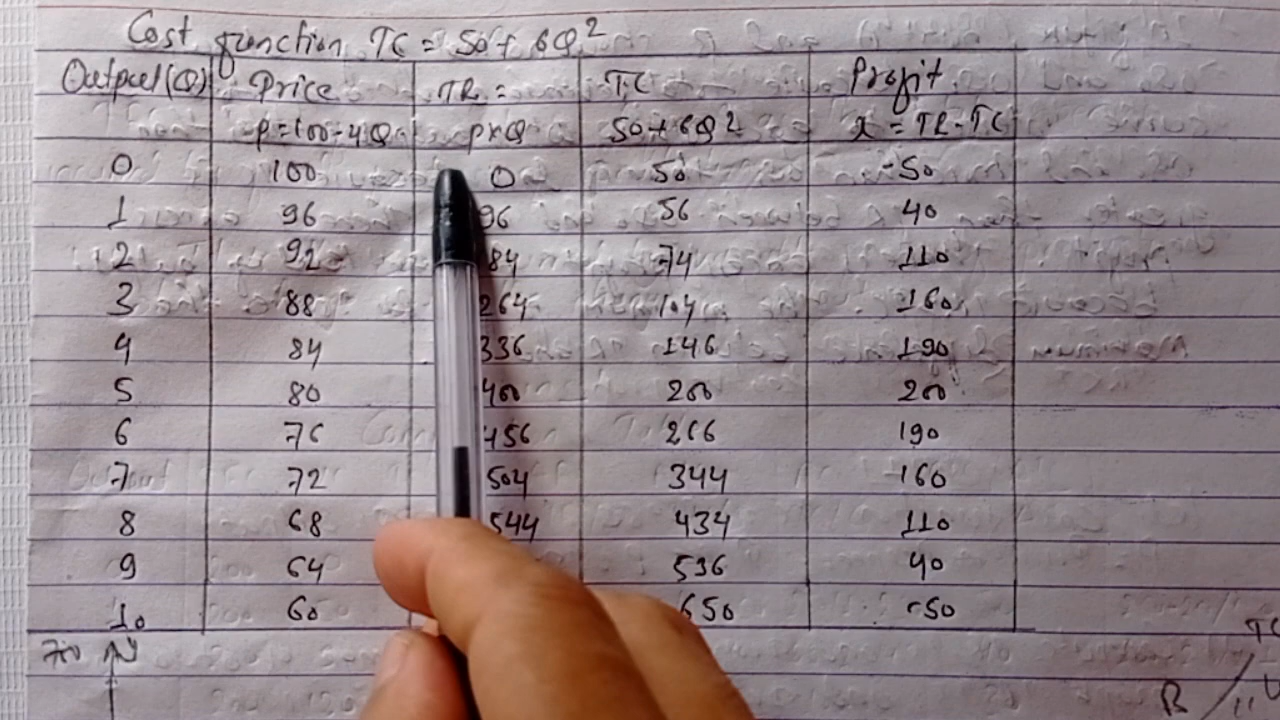 Cost function TC = 50 + 6Q²
Output (Q) Price TR = TC Profit
P = 100 - 4Q P×Q 50 + 6Q² π = TR - TC
0 100 0 50 -50
1 96 96 56 40
2 92 84 74 110
3 88 264 104 160
4 84 336 146 190
5 80 400 200 200
6 76 456 266 190
7 72 504 344 160
8 68 544 434 110
9 64 536 40
10 60 650 -50
700
TC
B